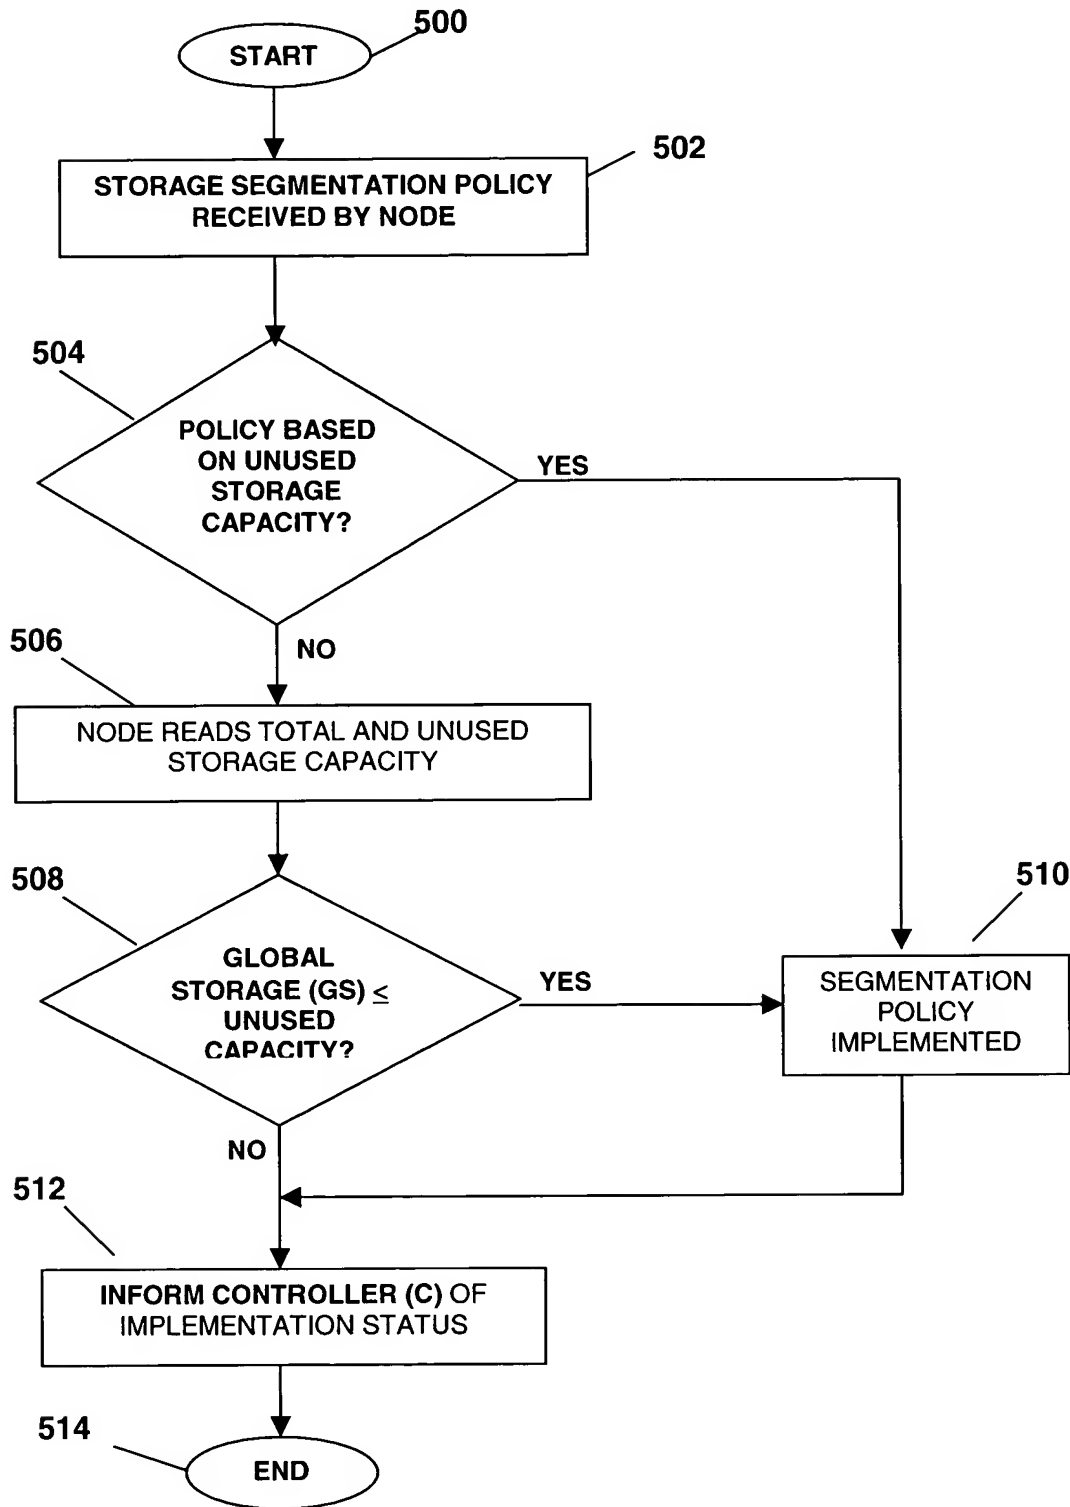 500
START
502
STORAGE SEGMENTATION POLICY
RECEIVED BY NODE
504
POLICY BASED
ON UNUSED
STORAGE
CAPACITY?
YES
NO
506
NODE READS TOTAL AND UNUSED
STORAGE CAPACITY
508
GLOBAL
STORAGE (GS) ≤
UNUSED
CAPACITY?
YES
NO
510
SEGMENTATION
POLICY
IMPLEMENTED
512
INFORM CONTROLLER (C) OF
IMPLEMENTATION STATUS
514
END